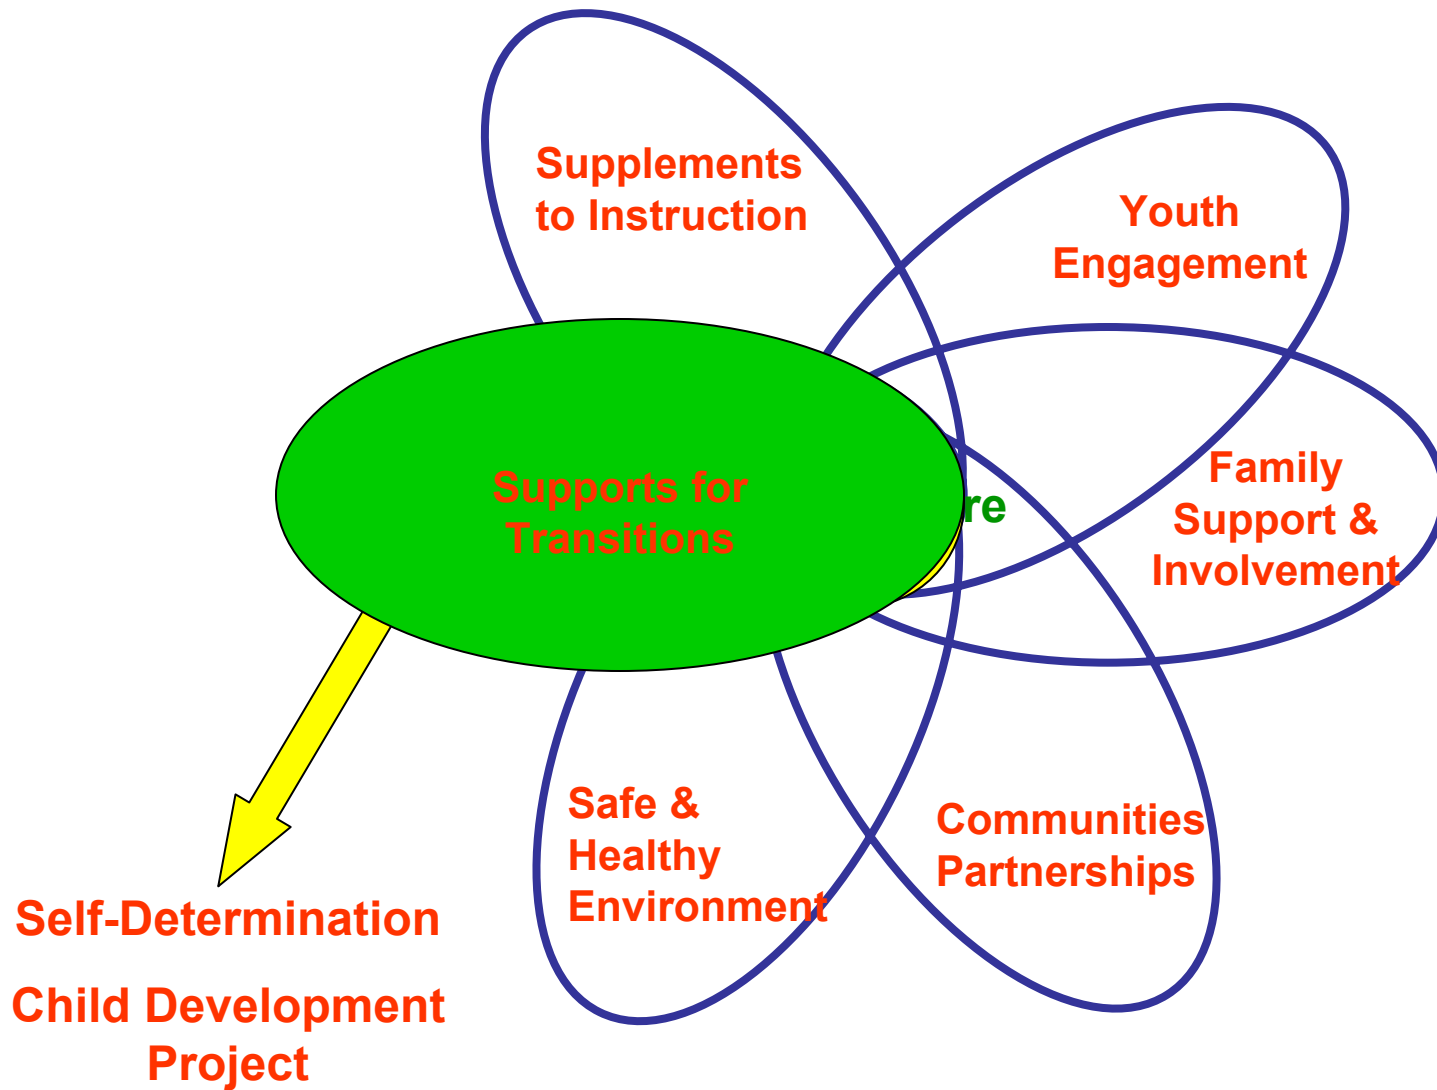 Supplements
to Instruction
Youth
Engagement
Family
Support &
Involvement
Supports for
Transitions
re
Safe &
Healthy
Environment
Communities
Partnerships
Self-Determination
Child Development
Project